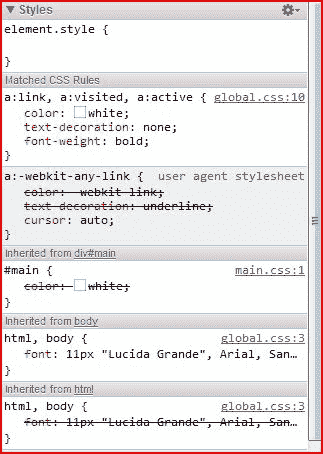 ▼ Styles
element.style {
}
Matched CSS Rules
a:link, a:visited, a:active { global.css:10
color: white;
text-decoration: none;
font-weight: bold;
}
a:-webkit-any-link { user agent stylesheet
color: -webkit-link;
text-decoration: underline;
cursor: auto;
}
Inherited from div#main
#main { main.css:1
color: white;
}
Inherited from body
html, body { global.css:3
font: 11px "Lucida Grande", Arial, San…
}
Inherited from html
html, body { global.css:3
font: 11px "Lucida Grande", Arial, San…
}